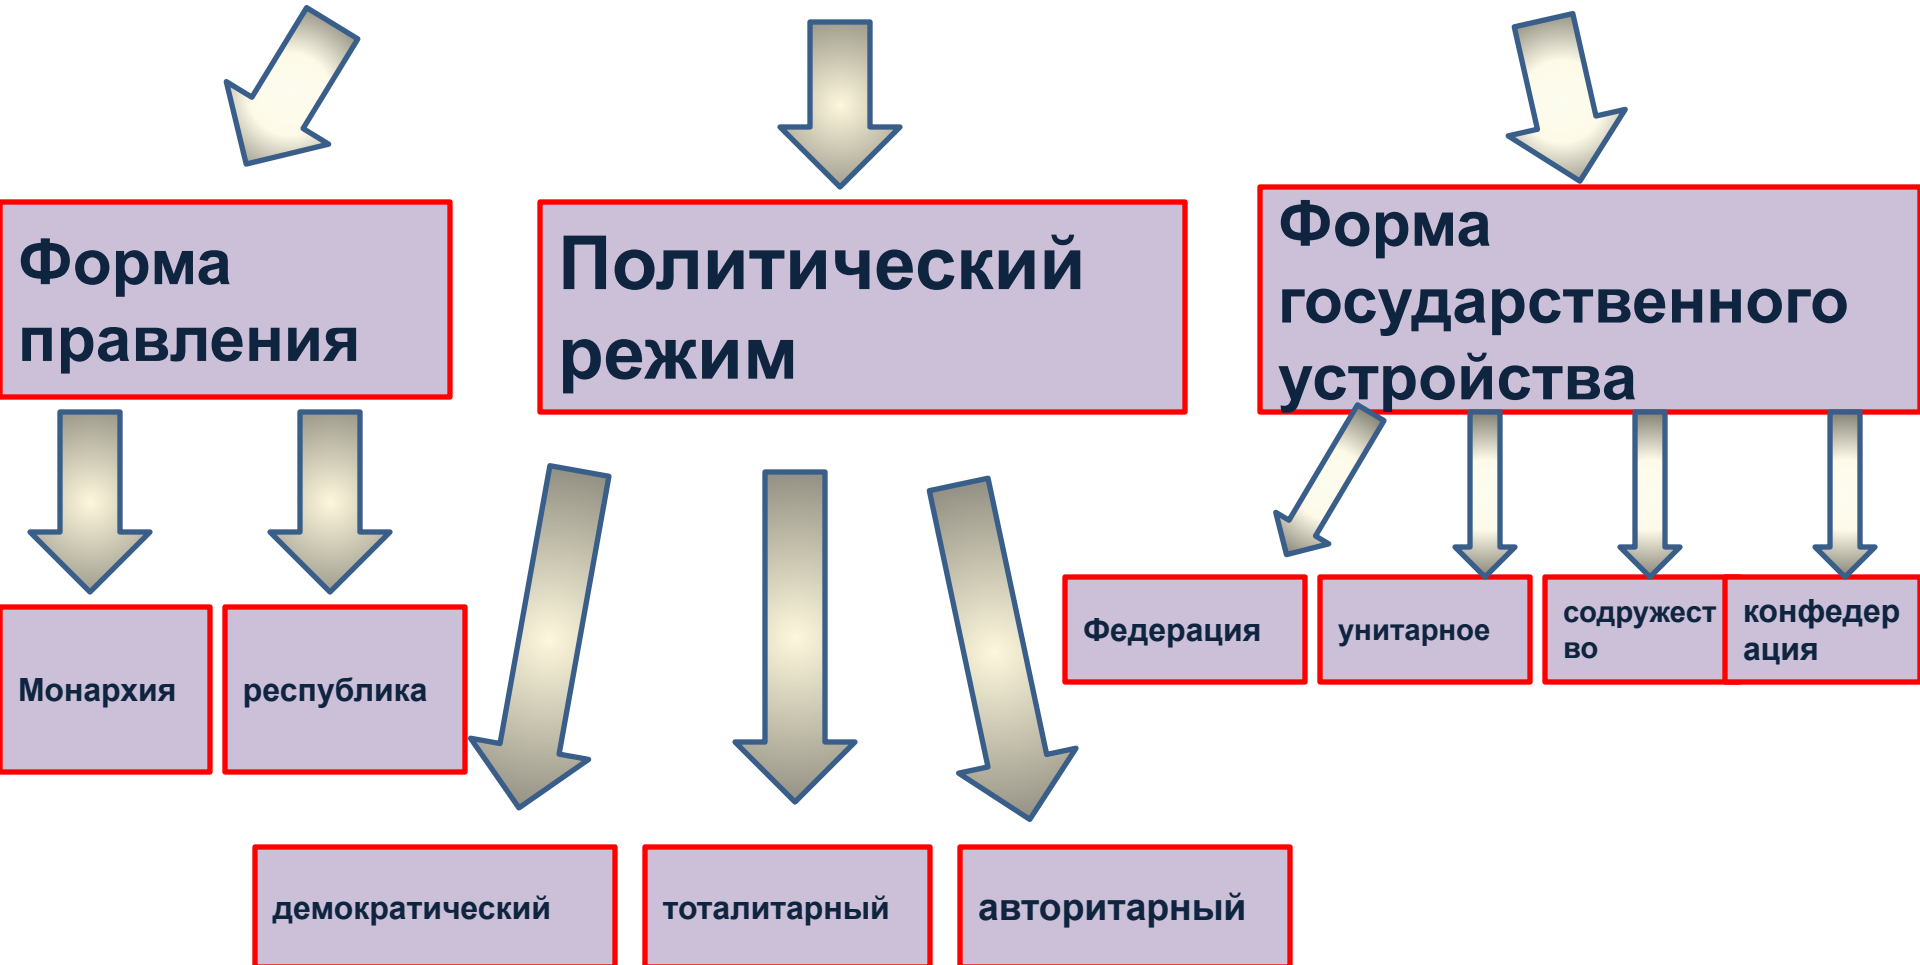 Форма
правления
Политический
режим
Форма
государственного
устройства
Монархия
республика
Федерация
унитарное
содружест
во
конфедер
ация
демократический
тоталитарный
авторитарный